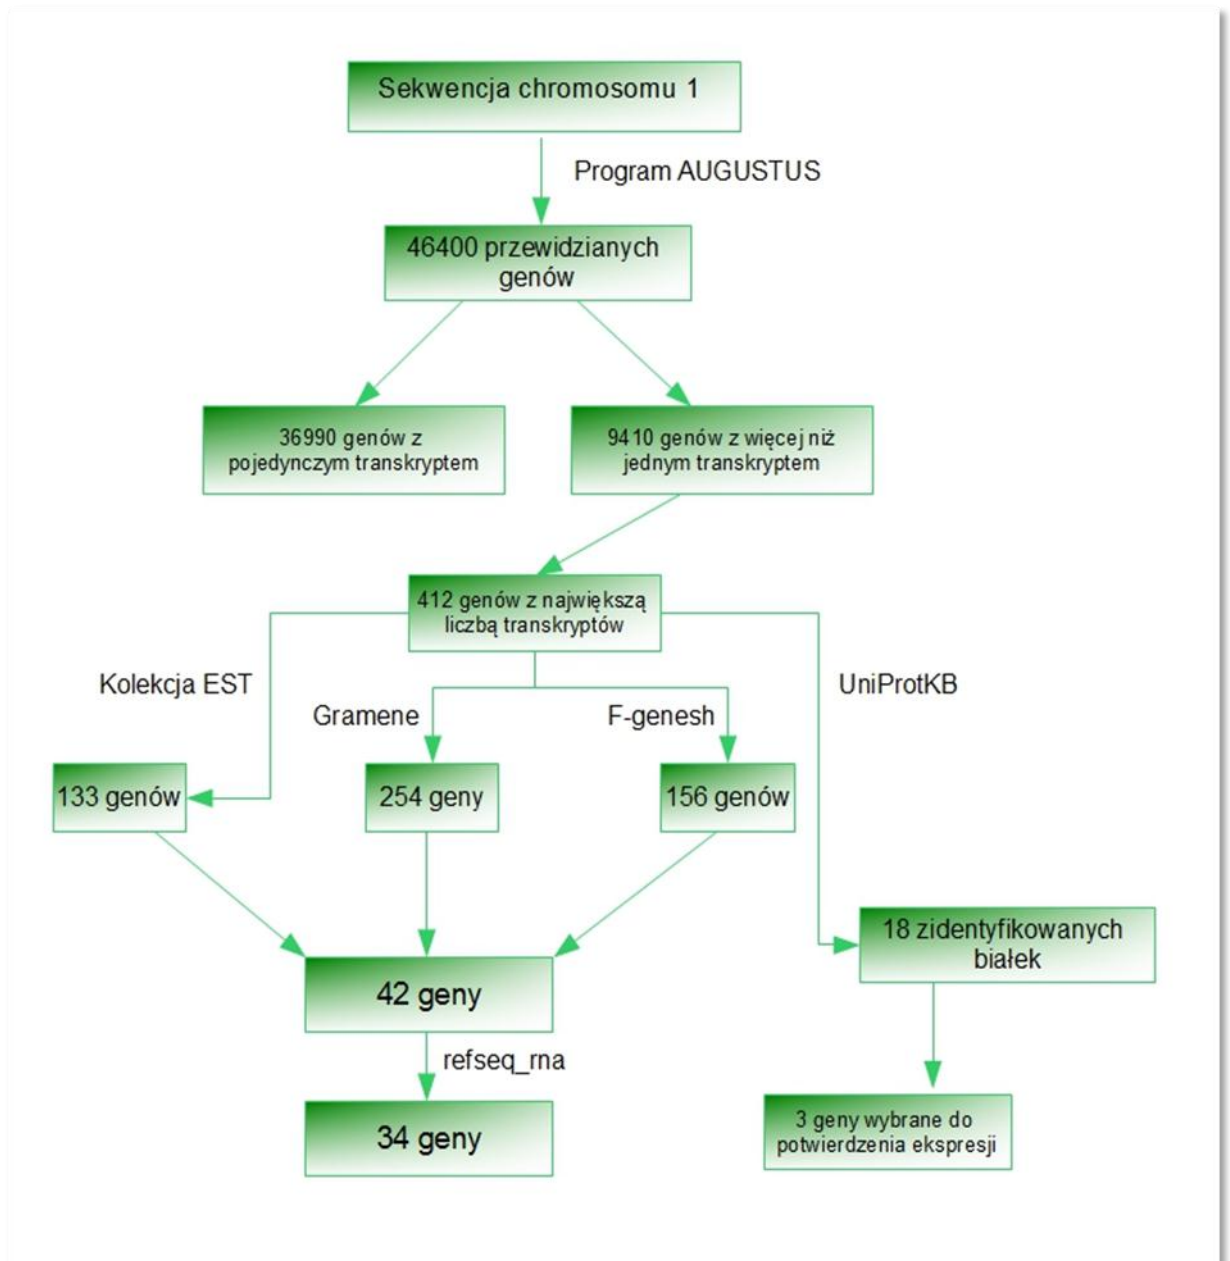 Sekwencja chromosomu 1
Program AUGUSTUS
46400 przewidzianych
genów
36990 genów z
pojedynczym transkryptem
9410 genów z więcej niż
jednym transkryptem
412 genów z największą
liczbą transkryptów
Kolekcja EST
Gramene
F-genesh
UniProtKB
133 genów
254 geny
156 genów
18 zidentyfikowanych
białek
42 geny
refseq_rna
34 geny
3 geny wybrane do
potwierdzenia ekspresji